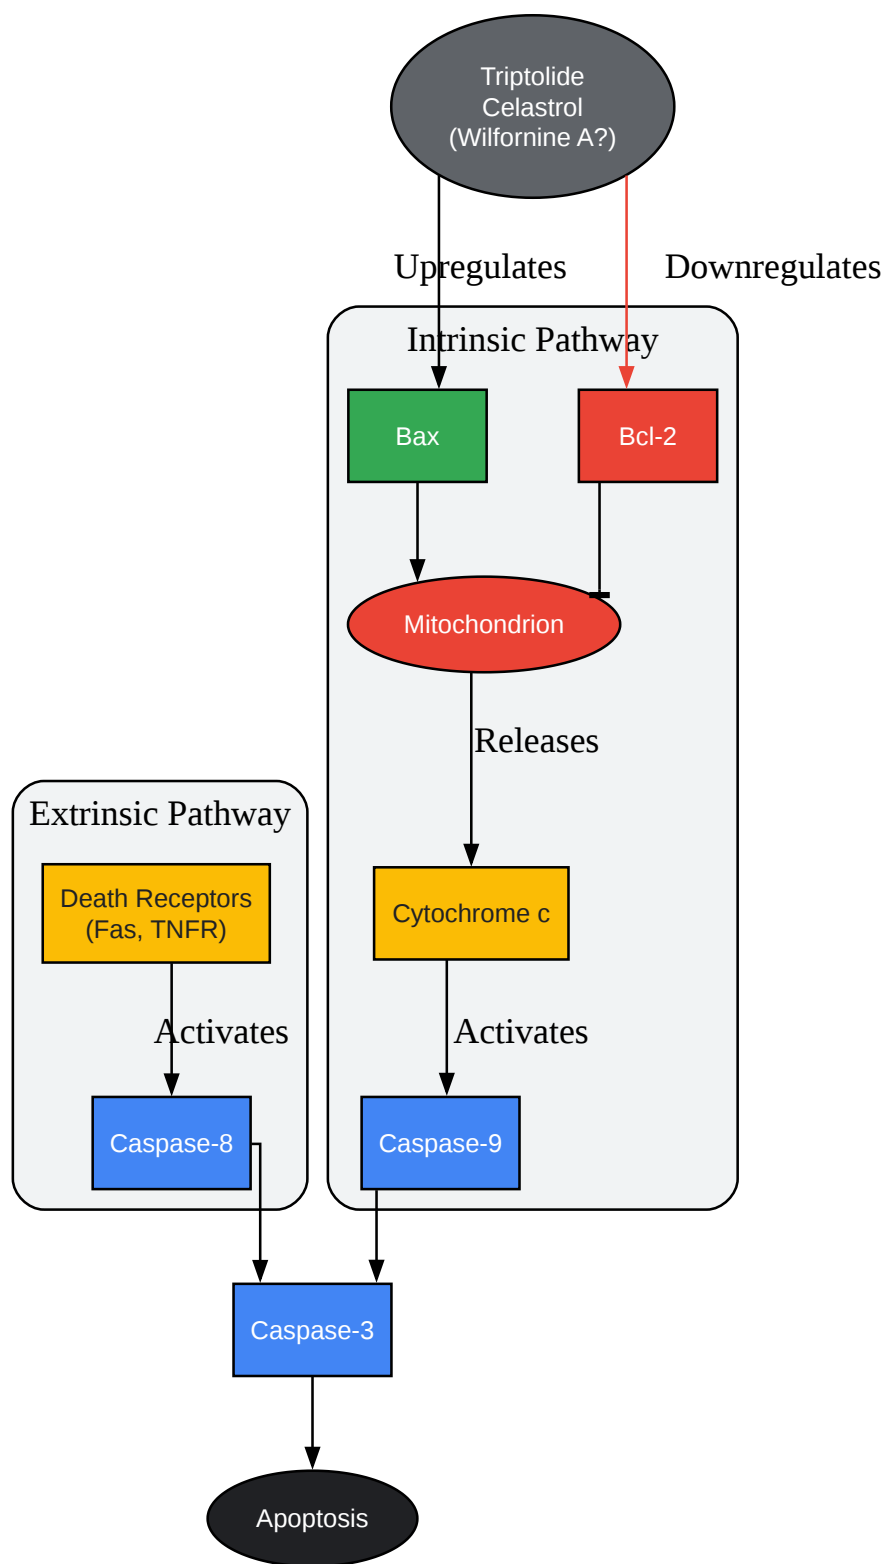 Triptolide
Celastrol
(Wilfornine A?)
Upregulates
Downregulates
Intrinsic Pathway
Bax
Bcl-2
Mitochondrion
Releases
Extrinsic Pathway
Death Receptors
(Fas, TNFR)
Cytochrome c
Activates
Activates
Caspase-8
Caspase-9
Caspase-3
Apoptosis